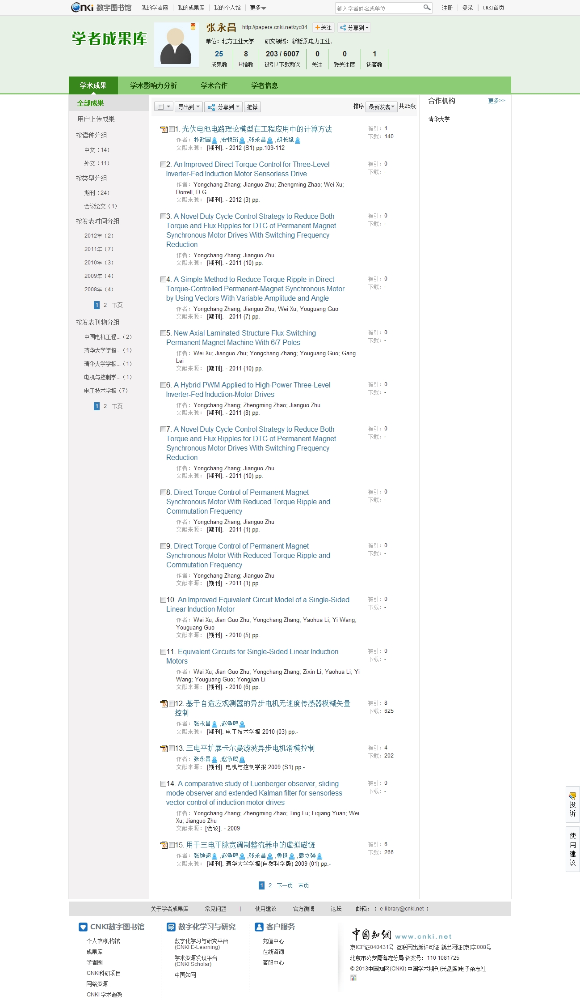 cnki 数字图书馆 我的学者圈 我的成果库 我的个人馆 更多 输入学者姓名或单位 注册 登录 CNKI首页
学者成果库
张永昌 http://papers.cnki.net/zyc04 关注 分享到
单位：北方工业大学 研究领域：新能源;电力工业;
25 8 203 / 6007 0 0 1
成果数 H指数 被引 / 下载频次 关注 受关注度 访客数
学术成果 学术影响力分析 学术合作 学者信息
全部成果
用户上传成果
按语种分组
中文（14）
外文（11）
按类型分组
期刊（24）
会议论文（1）
按发表时间分组
2012年（2）
2011年（7）
2010年（3）
2009年（4）
2008年（4）
1 2 下页
按发表刊物分组
中国电机工程...（2）
清华大学学报...（1）
清华大学学报...（1）
电机与控制学...（1）
电工技术学报（7）
1 2 下页
导出到 分享到 推荐 排序 最新发表 共25条
1. 光伏电池电路理论模型在工程应用中的计算方法
作者：朴政国 ,安悦珩 ,张永昌 ,胡长斌
文献来源： [期刊]. - 2012 (S1) pp.109-112
被引：1
下载：140
2. An Improved Direct Torque Control for Three-Level
Inverter-Fed Induction Motor Sensorless Drive
作者：Yongchang Zhang; Jianguo Zhu; Zhengming Zhao; Wei Xu;
Dorrell, D.G.
文献来源： [期刊]. - 2012 (3) pp.
被引：0
下载：-
3. A Novel Duty Cycle Control Strategy to Reduce Both
Torque and Flux Ripples for DTC of Permanent Magnet
Synchronous Motor Drives With Switching Frequency
Reduction
作者：Yongchang Zhang; Jianguo Zhu
文献来源： [期刊]. - 2011 (10) pp.
被引：0
下载：-
4. A Simple Method to Reduce Torque Ripple in Direct
Torque-Controlled Permanent-Magnet Synchronous Motor
by Using Vectors With Variable Amplitude and Angle
作者：Yongchang Zhang; Jianguo Zhu; Wei Xu; Youguang Guo
文献来源： [期刊]. - 2011 (7) pp.
被引：0
下载：-
5. New Axial Laminated-Structure Flux-Switching
Permanent Magnet Machine With 6/7 Poles
作者：Wei Xu; Jianguo Zhu; Yongchang Zhang; Youguang Guo; Gang
Lei
文献来源： [期刊]. - 2011 (10) pp.
被引：0
下载：-
6. A Hybrid PWM Applied to High-Power Three-Level
Inverter-Fed Induction-Motor Drives
作者：Yongchang Zhang; Zhengming Zhao; Jianguo Zhu
文献来源： [期刊]. - 2011 (8) pp.
被引：0
下载：-
7. A Novel Duty Cycle Control Strategy to Reduce Both
Torque and Flux Ripples for DTC of Permanent Magnet
Synchronous Motor Drives With Switching Frequency
Reduction
作者：Yongchang Zhang; Jianguo Zhu
文献来源： [期刊]. - 2011 (10) pp.
被引：0
下载：-
8. Direct Torque Control of Permanent Magnet
Synchronous Motor With Reduced Torque Ripple and
Commutation Frequency
作者：Yongchang Zhang; Jianguo Zhu
文献来源： [期刊]. - 2011 (1) pp.
被引：0
下载：-
9. Direct Torque Control of Permanent Magnet
Synchronous Motor With Reduced Torque Ripple and
Commutation Frequency
作者：Yongchang Zhang; Jianguo Zhu
文献来源： [期刊]. - 2011 (1) pp.
被引：0
下载：-
10. An Improved Equivalent Circuit Model of a Single-Sided
Linear Induction Motor
作者：Wei Xu; Jian Guo Zhu; Yongchang Zhang; Yaohua Li; Yi Wang;
Youguang Guo
文献来源： [期刊]. - 2010 (5) pp.
被引：0
下载：-
11. Equivalent Circuits for Single-Sided Linear Induction
Motors
作者：Wei Xu; Jian Guo Zhu; Yongchang Zhang; Zixin Li; Yaohua Li; Yi
Wang; Youguang Guo; Yongjian Li
文献来源： [期刊]. - 2010 (6) pp.
被引：0
下载：-
12. 基于自适应观测器的异步电机无速度传感器模糊矢量
控制
作者：张永昌 ,赵争鸣
文献来源： [期刊]. 电工技术学报 2010 (03) pp.-
被引：8
下载：625
13. 三电平扩展卡尔曼滤波异步电机滑模控制
作者：张永昌 ,赵争鸣
文献来源： [期刊]. 电机与控制学报 2009 (S1) pp.-
被引：4
下载：202
14. A comparative study of Luenberger observer, sliding
mode observer and extended Kalman filter for sensorless
vector control of induction motor drives
作者：Yongchang Zhang; Zhengming Zhao; Ting Lu; Liqiang Yuan; Wei
Xu; Jianguo Zhu
文献来源：[会议]. - 2009
被引：0
下载：-
15. 用于三电平脉宽调制整流器中的虚拟磁链
作者：张颖超 ,赵争鸣 ,张永昌 ,鲁挺 ,袁立强
文献来源： [期刊]. 清华大学学报(自然科学版) 2009 (01) pp.-
被引：6
下载：266
1 2 下一页 末页
合作机构 更多>>
清华大学
投诉
使用建议
关于学者成果库 常见问题 | 使用建议 官方微博 论坛 邮箱：（ e-library@cnki.net ）
CNKI数字图书馆
个人馆/机构馆
成果库
学者圈
CNKI科研项目
网络资源
CNKI 学术趋势
数字化学习与研究
数字化学习与研究平台
(CNKI E-Learning)
学术资源发现平台
(CNKI Scholar)
中国知网
客户服务
充值中心
在线咨询
客服中心
中国知网 www.cnki.net
京ICP证040431号 互联网出版许可证 新出网证(京)字008号
北京市公安局海淀分局 备案号：110 1081725
© 2013中国知网(CNKI) 中国学术期刊(光盘版)电子杂志社